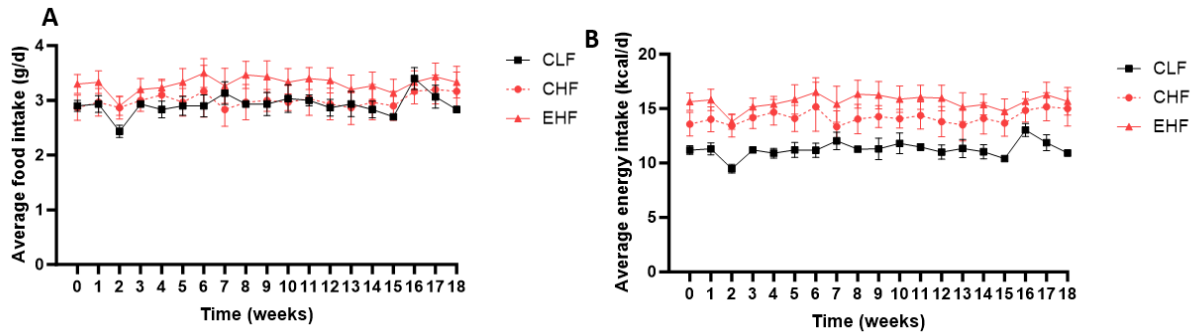 A
Average food intake (g/d)
4
3
2
1
0
0 1 2 3 4 5 6 7 8 9 10 11 12 13 14 15 16 17 18
Time (weeks)
CLF
CHF
EHF
B
Average energy intake (kcal/d)
20
15
10
5
0
0 1 2 3 4 5 6 7 8 9 10 11 12 13 14 15 16 17 18
Time (weeks)
CLF
CHF
EHF